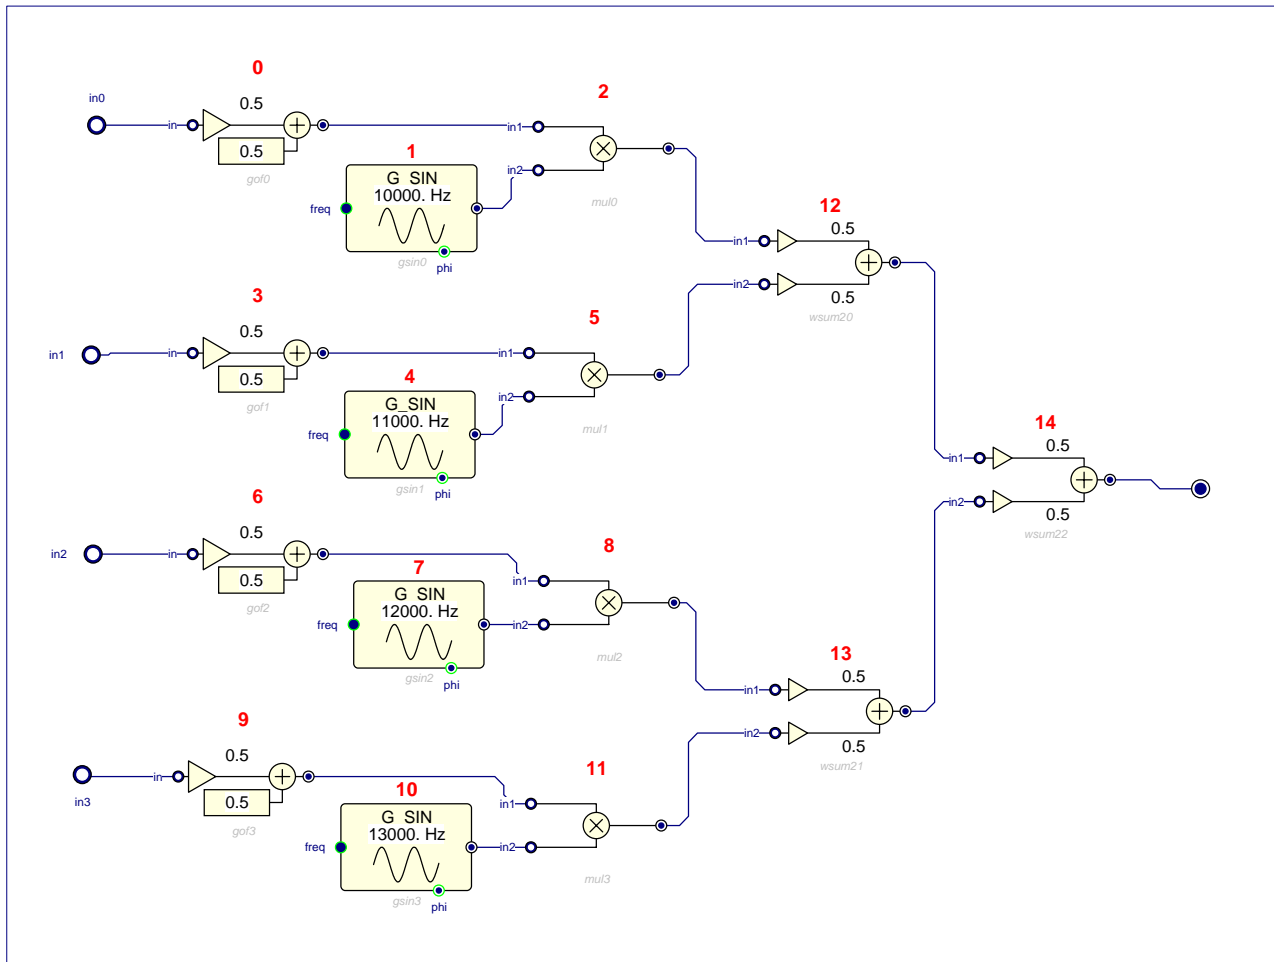 0
in0
0.5
in
0.5
gof0
1
G_SIN
10000. Hz
freq
gsin0
phi
2
in1
in2
mul0
3
in1
0.5
in
0.5
gof1
4
G_SIN
11000. Hz
freq
gsin1
phi
5
in1
in2
mul1
12
0.5
in1
in2
0.5
wsum20
6
in2
0.5
in
0.5
gof2
7
G_SIN
12000. Hz
freq
gsin2
phi
8
in1
in2
mul2
9
0.5
in
in3
0.5
gof3
10
G_SIN
13000. Hz
freq
gsin3
phi
11
in1
in2
mul3
13
0.5
in1
in2
0.5
wsum21
14
0.5
in1
in2
0.5
wsum22